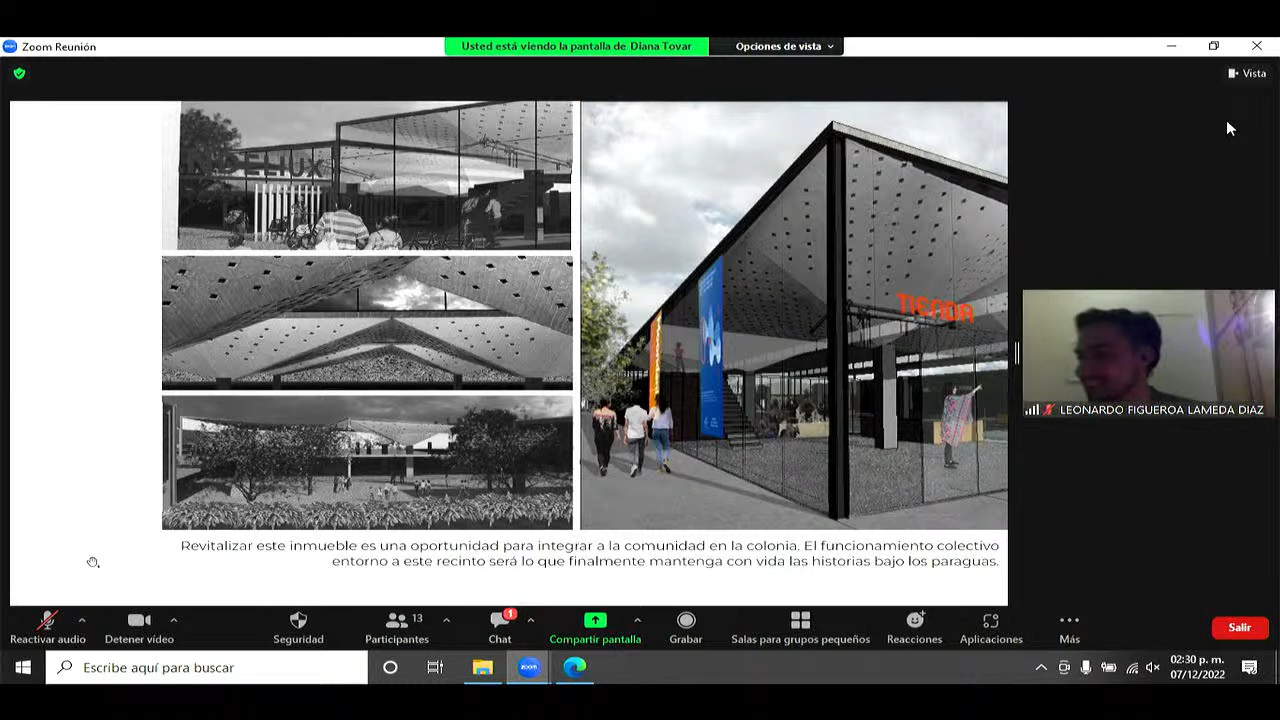 Zoom Reunión
Usted está viendo la pantalla de Diana Tovar
Opciones de vista
Vista
TIENDA
LEONARDO FIGUEROA LAMEDA DIAZ
Revitalizar este inmueble es una oportunidad para integrar a la comunidad en la colonia. El funcionamiento colectivo
entorno a este recinto será lo que finalmente mantenga con vida las historias bajo los paraguas.
Reactivar audio
Detener vídeo
Seguridad
Participantes
13
Chat
1
Compartir pantalla
Grabar
Salas para grupos pequeños
Reacciones
Aplicaciones
Más
Salir
Escribe aquí para buscar
zoom
02:30 p. m.
07/12/2022